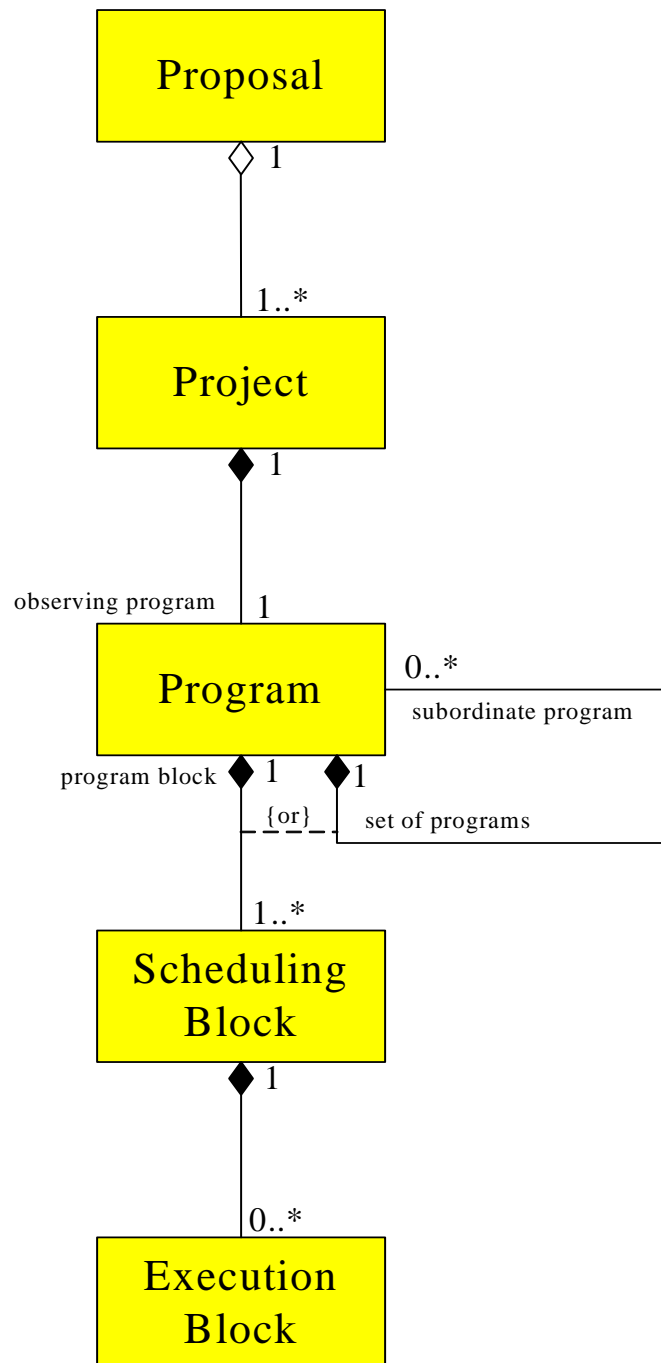 Proposal
1
1..*
Project
1
observing program
1
Program
0..*
subordinate program
program block
1
1
{or}
set of programs
1..*
Scheduling
Block
1
0..*
Execution
Block